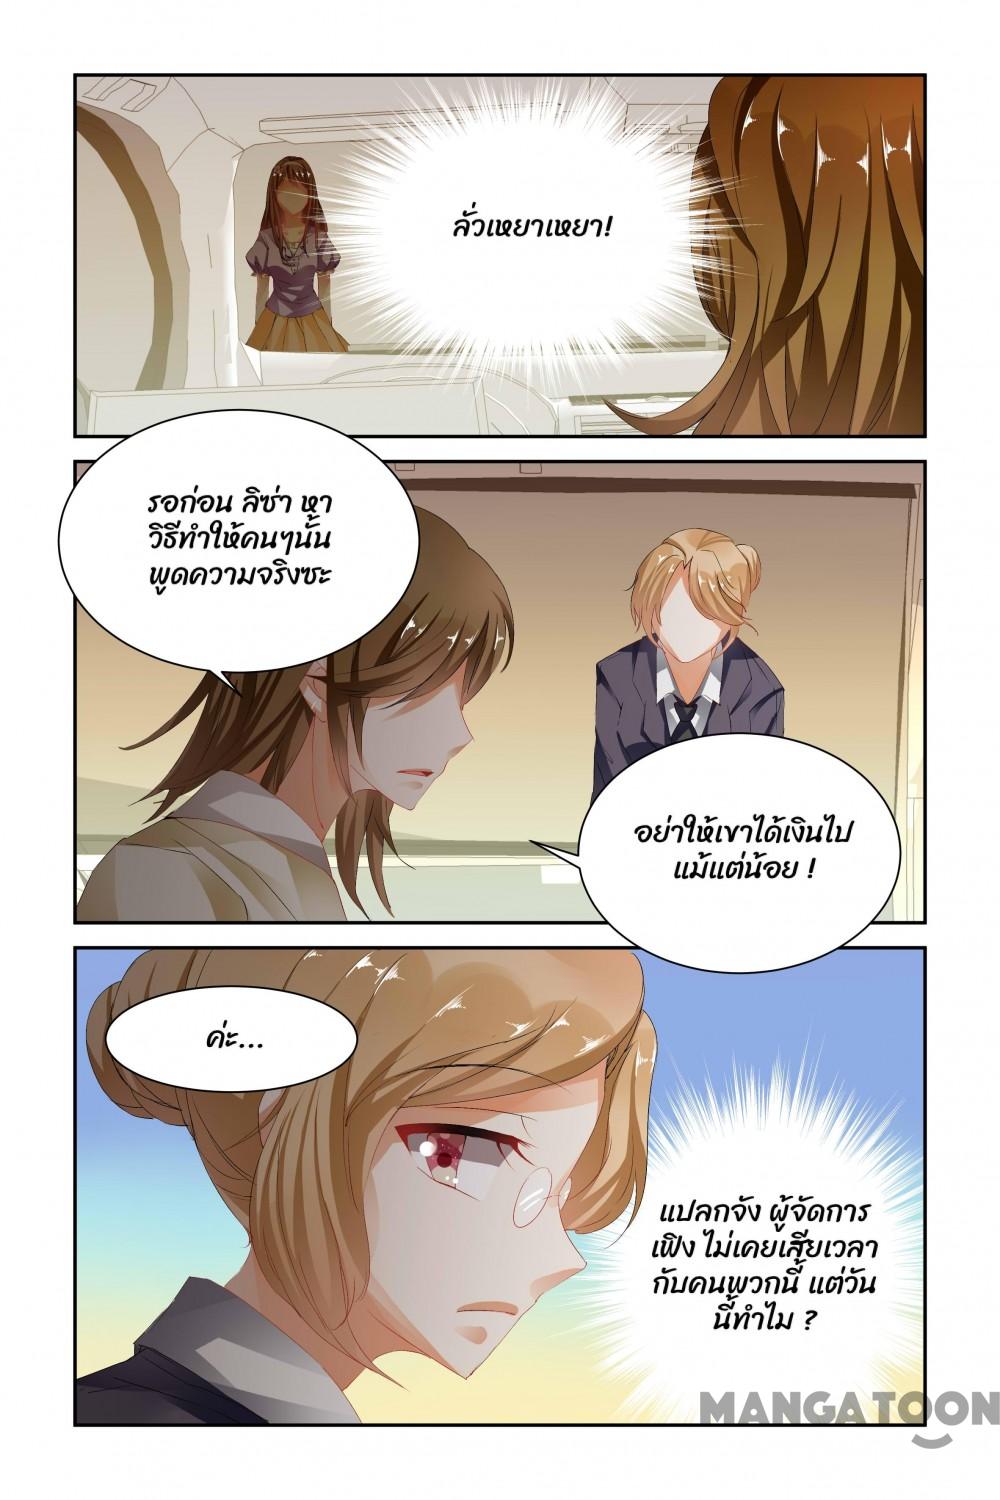 ลั่วเหยาเหยา!
รอก่อน ลิซ่า หา
วิธีทำให้คนๆนั้น
พูดความจริงซะ
อย่าให้เขาได้เงินไป
แม้แต่น้อย !
ค่ะ...
แปลกจัง ผู้จัดการ
เฟิง ไม่เคยเสียเวลา
กับคนพวกนี้ แต่วัน
นี้ทำไม ?
MANGATOON